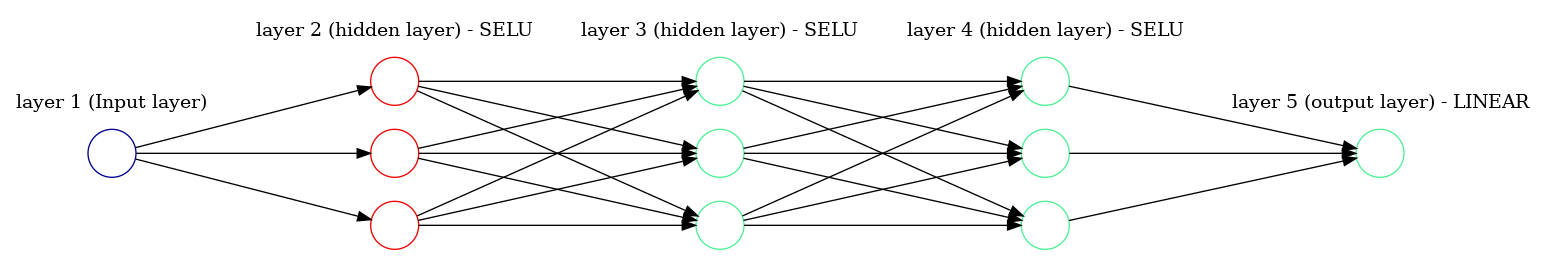 layer 2 (hidden layer) - SELU
layer 3 (hidden layer) - SELU
layer 4 (hidden layer) - SELU
layer 1 (Input layer)
layer 5 (output layer) - LINEAR